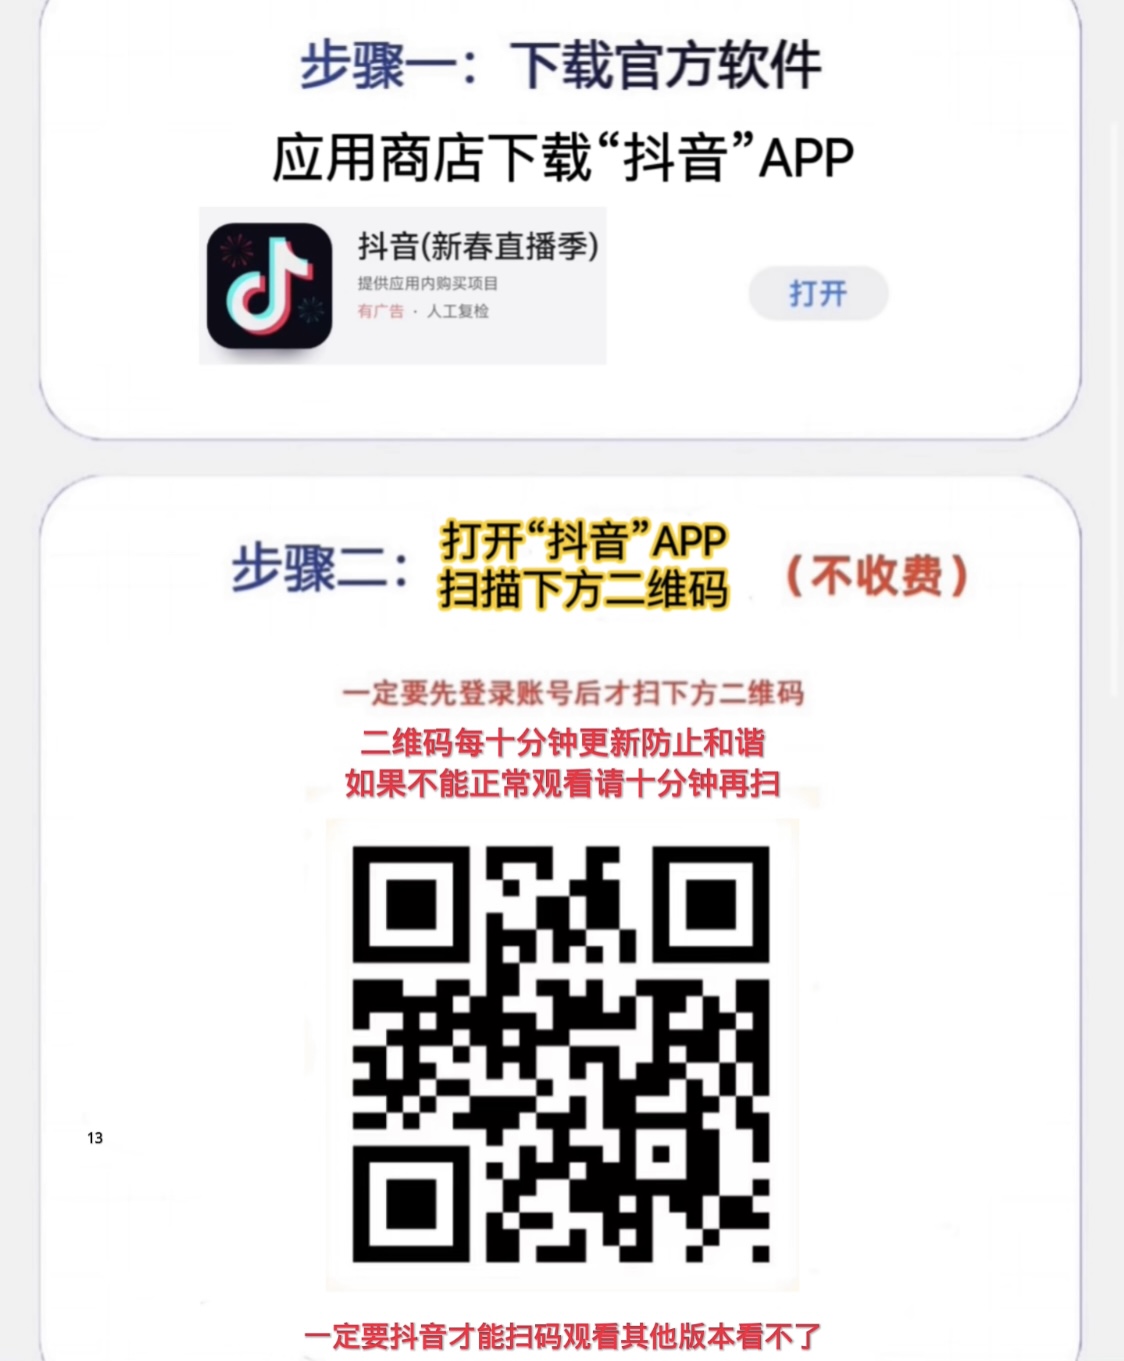 步骤一：下载官方软件
应用商店下载“抖音”APP
抖音(新春直播季)
提供应用内购买项目
有广告 · 人工复检
打开
步骤二：
打开“抖音”APP
扫描下方二维码
（不收费）
一定要先登录账号后才扫下方二维码
二维码每十分钟更新防止和谐
如果不能正常观看请十分钟再扫
13
一定要抖音才能扫码观看其他版本看不了